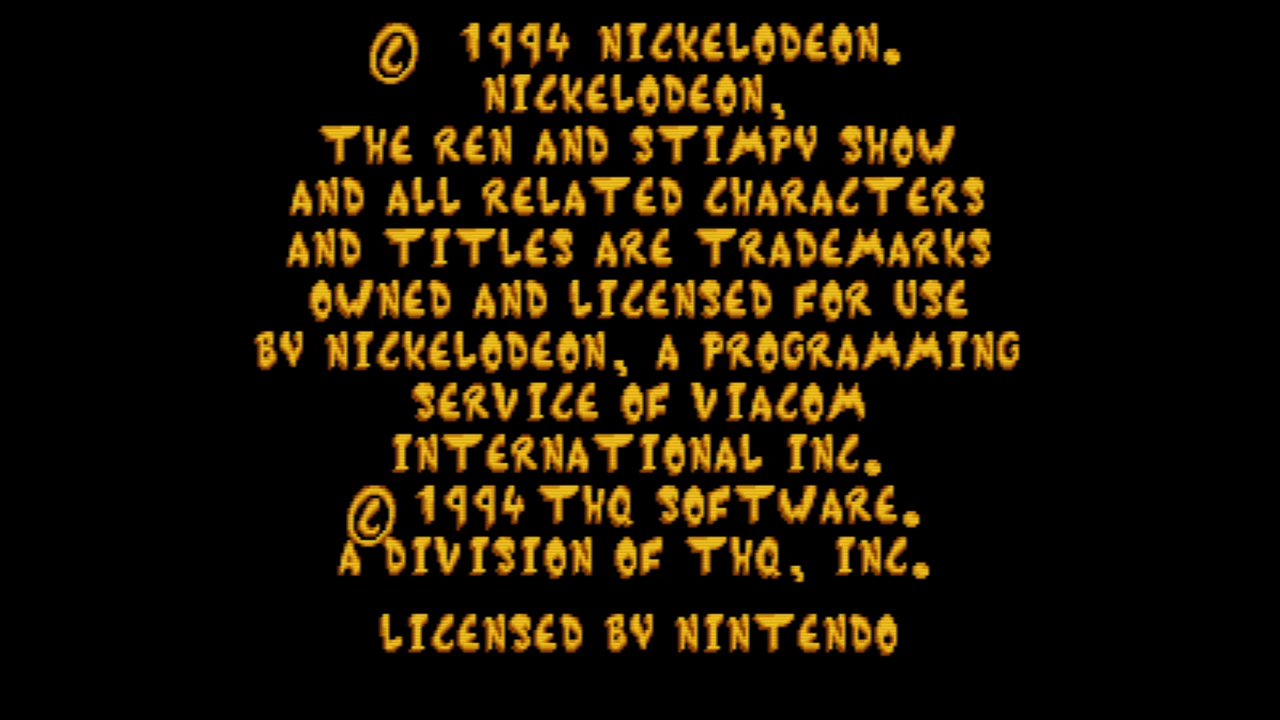 © 1994 NICKELODEON.
NICKELODEON,
THE REN AND STIMPY SHOW
AND ALL RELATED CHARACTERS
AND TITLES ARE TRADEMARKS
OWNED AND LICENSED FOR USE
BY NICKELODEON, A PROGRAMMING
SERVICE OF VIACOM
INTERNATIONAL INC.
© 1994 THQ SOFTWARE.
A DIVISION OF THQ, INC.
LICENSED BY NINTENDO